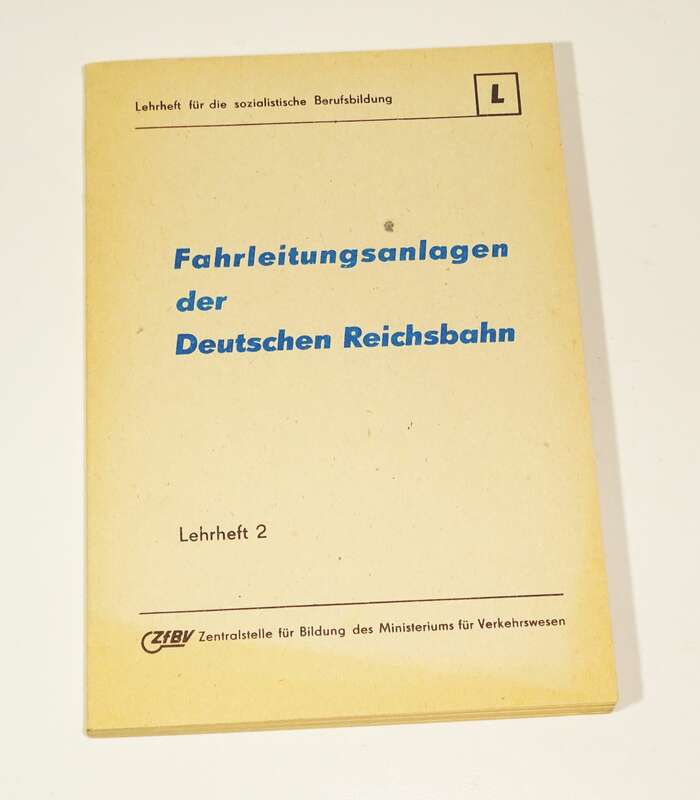 Lehrheft für die sozialistische Berufsbildung
L
Fahrleitungsanlagen
der
Deutschen Reichsbahn
Lehrheft 2
ZfBV Zentralstelle für Bildung des Ministeriums für Verkehrswesen